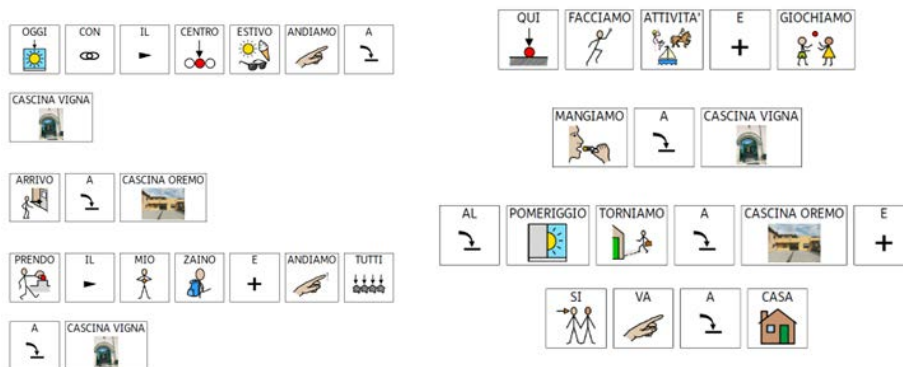 OGGI CON IL CENTRO ESTIVO ANDIAMO A
CASCINA VIGNA
ARRIVO A CASCINA OREMO
PRENDO IL MIO ZAINO E ANDIAMO TUTTI
A CASCINA VIGNA
QUI FACCIAMO ATTIVITA' E GIOCHIAMO
MANGIAMO A CASCINA VIGNA
AL POMERIGGIO TORNIAMO A CASCINA OREMO E
SI VA A CASA